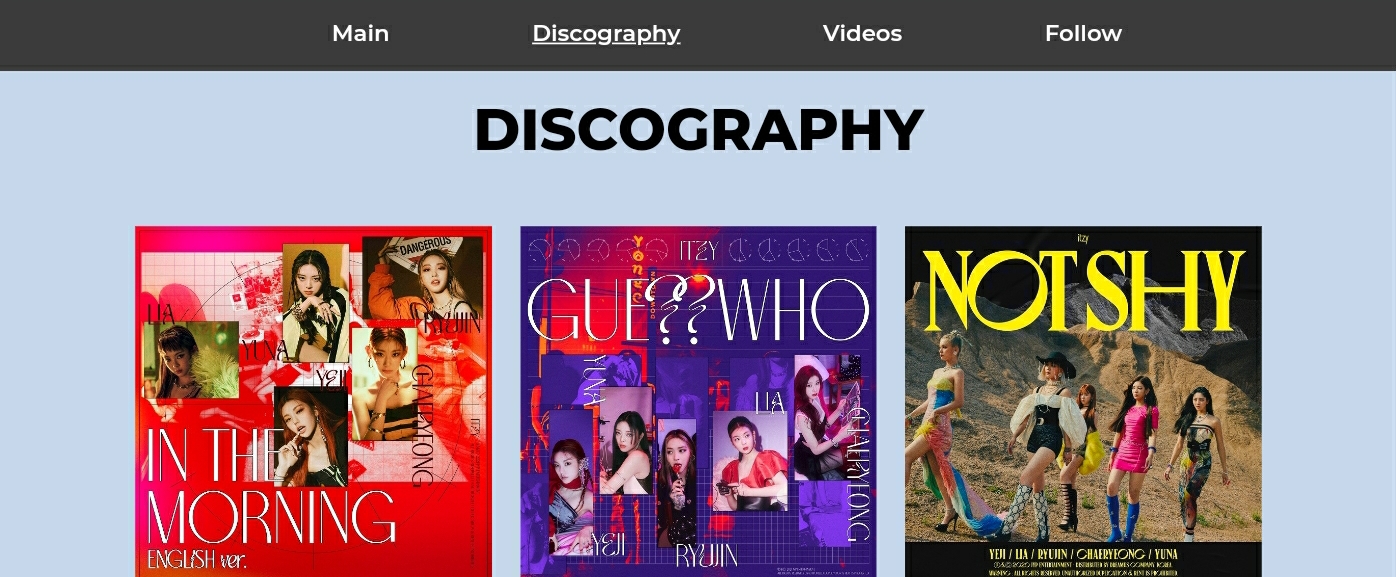 Main
Discography
Videos
Follow
DISCOGRAPHY
DANGEROUS
LIA
RYUJIN
YUNA
YEJI
CHAERYEONG
ITZY
IN THE
MORNING
ENGLISH ver.
ITZY
GUE??WHO
YUNA
LIA
CHAERYEONG
YEJI
RYUJIN
itzy
NOT SHY
YEJI / LIA / RYUJIN / CHAERYEONG / YUNA